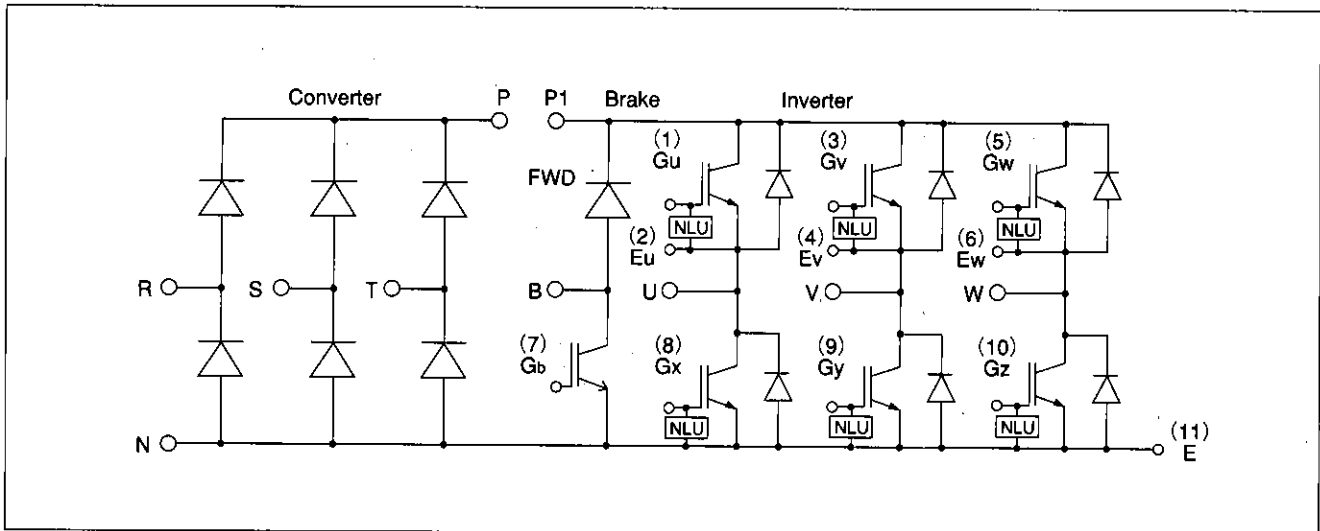 Converter P P1 Brake Inverter
(1) (3) (5)
Gu Gv Gw
FWD
NLU NLU NLU
(2) (4) (6)
Eu Ev Ew
R S T B U V W
(7) (8) (9) (10)
Gb Gx Gy Gz
NLU NLU NLU
N (11)
E